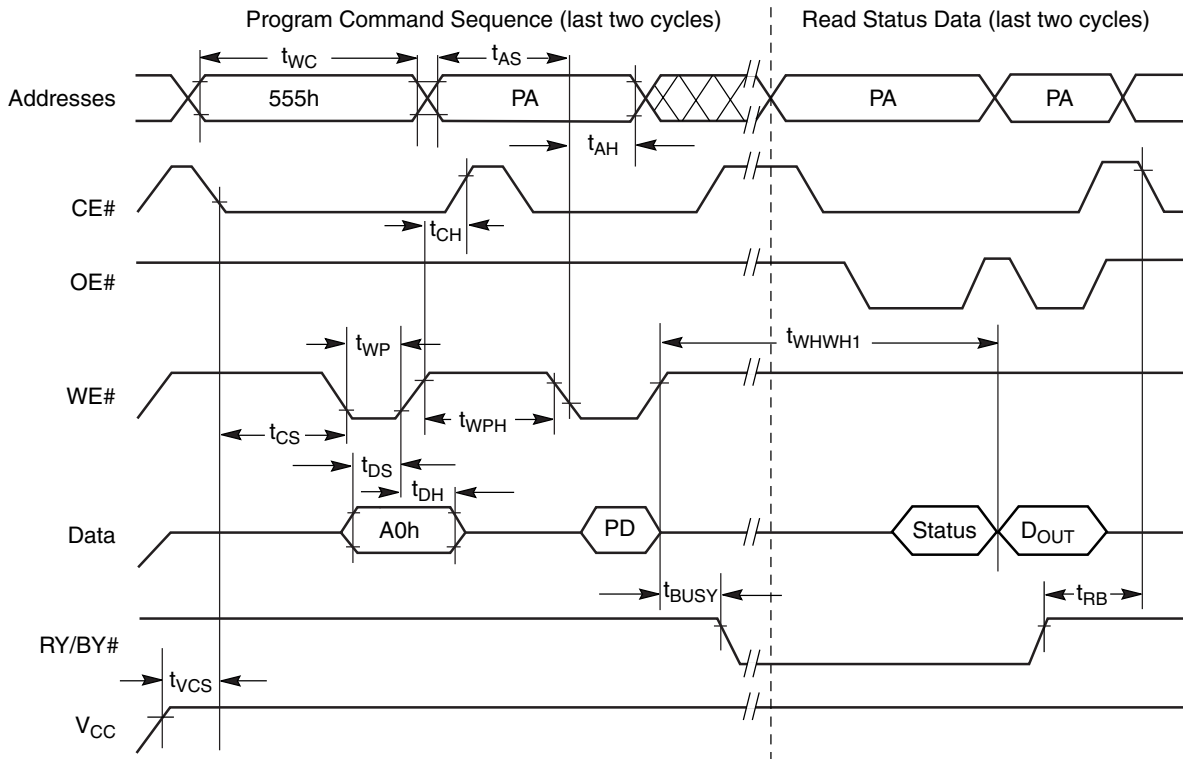 Program Command Sequence (last two cycles)
Read Status Data (last two cycles)
tWC
tAS
Addresses
555h
PA
PA
PA
tAH
CE#
tCH
OE#
tWP
tWHWH1
WE#
tCS
tWPH
tDS
tDH
Data
A0h
PD
Status
DOUT
tBUSY
tRB
RY/BY#
tVCS
VCC